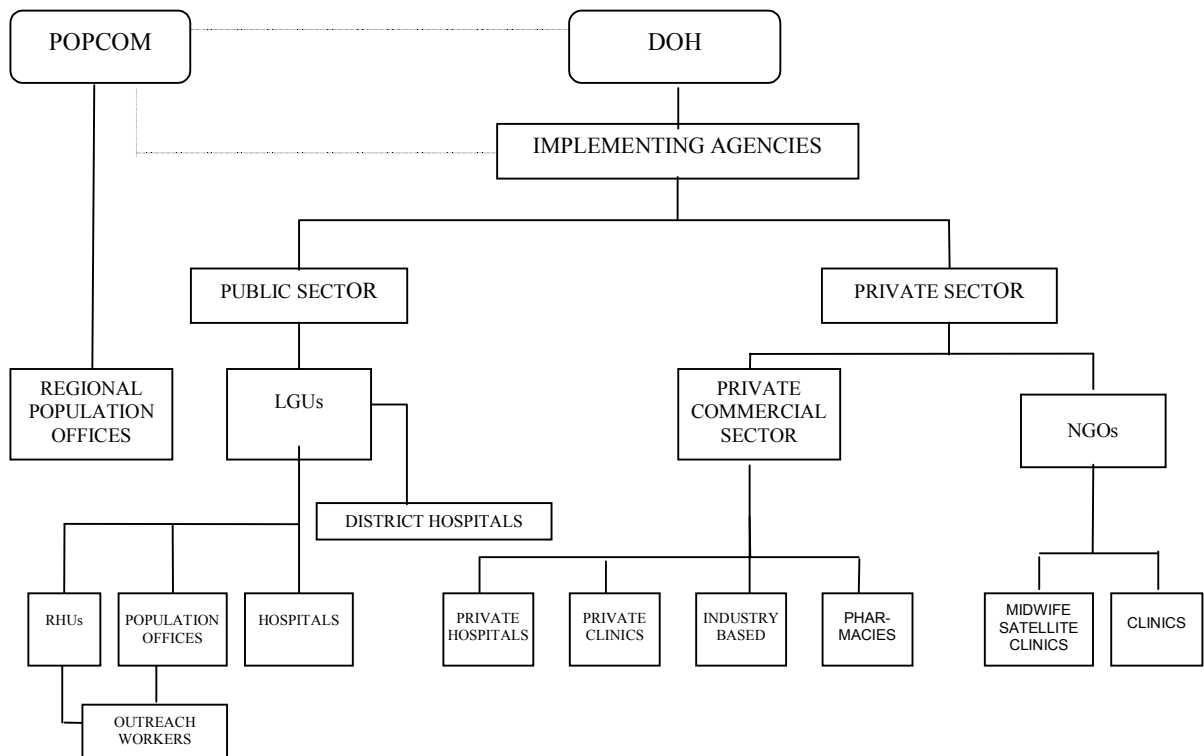 POPCOM
DOH
IMPLEMENTING AGENCIES
PUBLIC SECTOR
PRIVATE SECTOR
REGIONAL
POPULATION
OFFICES
LGUs
PRIVATE
COMMERCIAL
SECTOR
NGOs
DISTRICT HOSPITALS
RHUs
POPULATION
OFFICES
HOSPITALS
PRIVATE
HOSPITALS
PRIVATE
CLINICS
INDUSTRY
BASED
PHAR-
MACIES
MIDWIFE
SATELLITE
CLINICS
CLINICS
OUTREACH
WORKERS